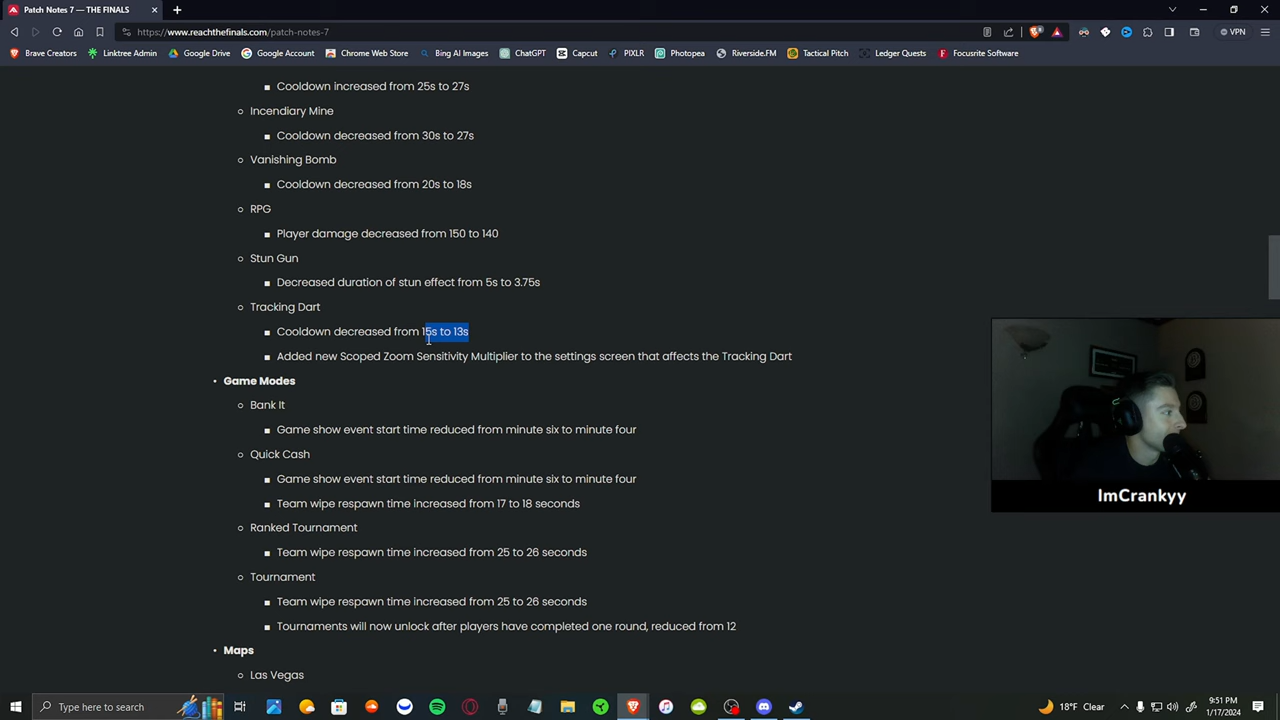 Patch Notes 7 — THE FINALS
https://www.reachthefinals.com/patch-notes-7
VPN
Brave Creators
Linktree Admin
Google Drive
Google Account
Chrome Web Store
Bing AI Images
ChatGPT
Capcut
PIXLR
Photopea
Riverside.FM
Tactical Pitch
Ledger Quests
Focusrite Software
Cooldown increased from 25s to 27s
Incendiary Mine
Cooldown decreased from 30s to 27s
Vanishing Bomb
Cooldown decreased from 20s to 18s
RPG
Player damage decreased from 150 to 140
Stun Gun
Decreased duration of stun effect from 5s to 3.75s
Tracking Dart
Cooldown decreased from 15s to 13s
Added new Scoped Zoom Sensitivity Multiplier to the settings screen that affects the Tracking Dart
Game Modes
Bank It
Game show event start time reduced from minute six to minute four
Quick Cash
Game show event start time reduced from minute six to minute four
Team wipe respawn time increased from 17 to 18 seconds
Ranked Tournament
Team wipe respawn time increased from 25 to 26 seconds
Tournament
Team wipe respawn time increased from 25 to 26 seconds
Tournaments will now unlock after players have completed one round, reduced from 12
Maps
Las Vegas
ImCrankyy
Type here to search
18°F Clear
9:51 PM
1/17/2024